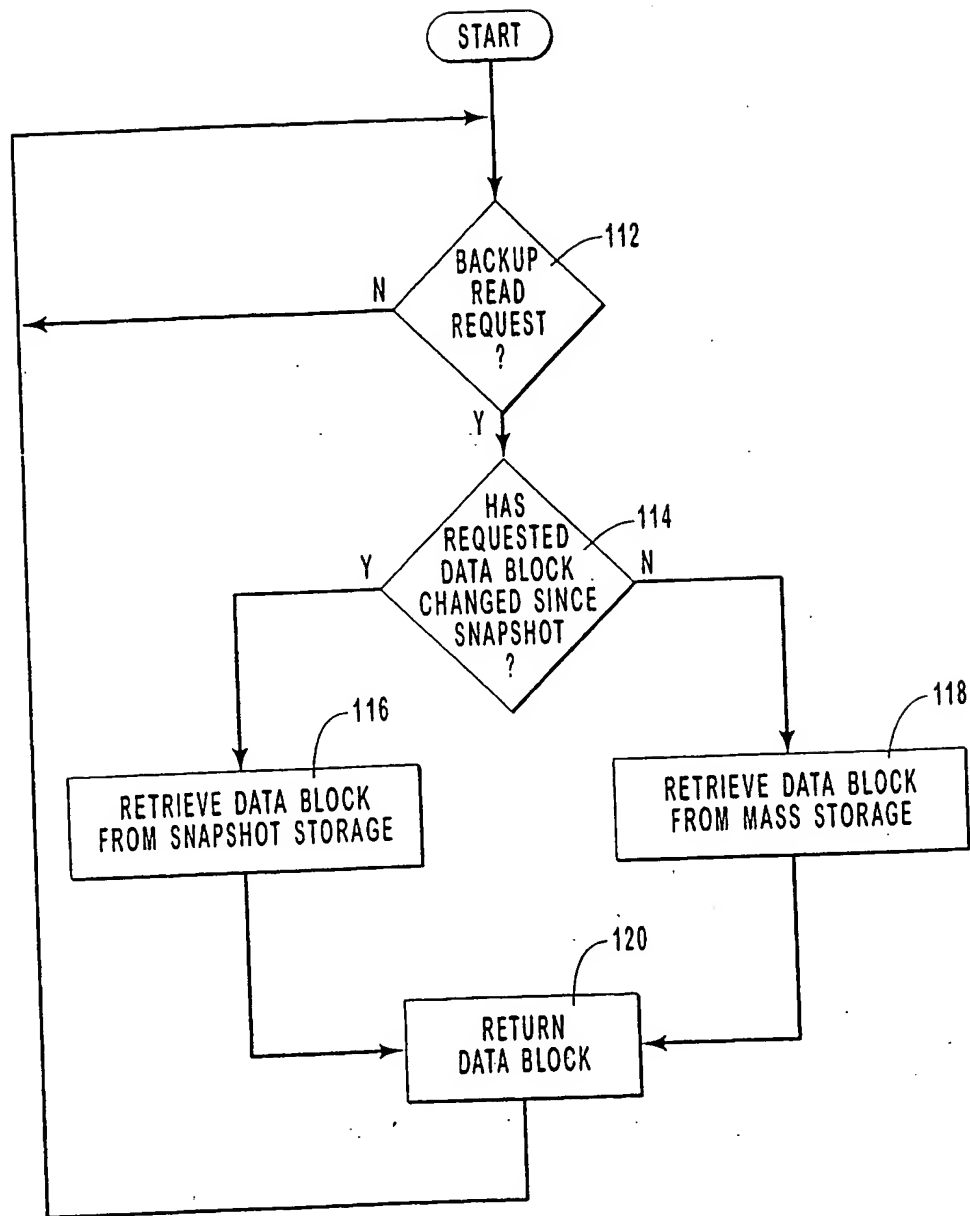 START
112
BACKUP
READ
REQUEST
?
N
Y
HAS
REQUESTED
DATA BLOCK
CHANGED SINCE
SNAPSHOT
?
114
Y
N
116
RETRIEVE DATA BLOCK
FROM SNAPSHOT STORAGE
118
RETRIEVE DATA BLOCK
FROM MASS STORAGE
120
RETURN
DATA BLOCK